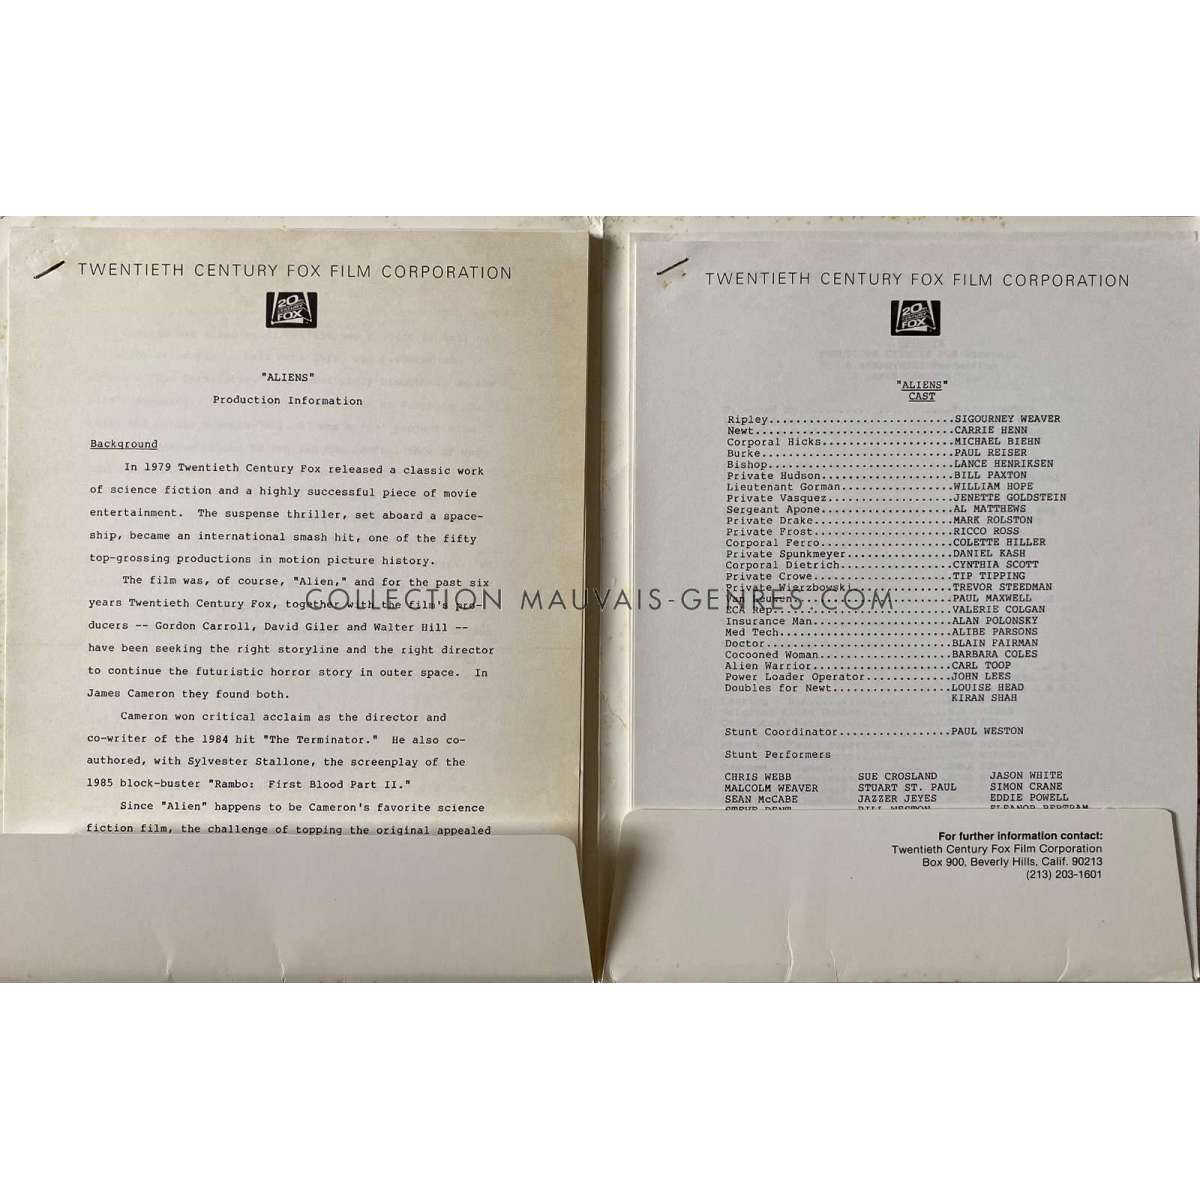 TWENTIETH CENTURY FOX FILM CORPORATION
20th
CENTURY
FOX
"ALIENS"
Production Information
Background
In 1979 Twentieth Century Fox released a classic work
of science fiction and a highly successful piece of movie
entertainment. The suspense thriller, set aboard a space-
ship, became an international smash hit, one of the fifty
top-grossing productions in motion picture history.
The film was, of course, "Alien," and for the past six
years Twentieth Century Fox, together with the film's pro-
ducers -- Gordon Carroll, David Giler and Walter Hill --
have been seeking the right storyline and the right director
to continue the futuristic horror story in outer space. In
James Cameron they found both.
Cameron won critical acclaim as the director and
co-writer of the 1984 hit "The Terminator." He also co-
authored, with Sylvester Stallone, the screenplay of the
1985 block-buster "Rambo: First Blood Part II."
Since "Alien" happens to be Cameron's favorite science
fiction film, the challenge of topping the original appealed
TWENTIETH CENTURY FOX FILM CORPORATION
20th
CENTURY
FOX
"ALIENS"
CAST
Ripley...........................SIGOURNEY WEAVER
Newt.............................CARRIE HENN
Corporal Hicks...................MICHAEL BIEHN
Burke............................PAUL REISER
Bishop...........................LANCE HENRIKSEN
Private Hudson...................BILL PAXTON
Lieutenant Gorman................WILLIAM HOPE
Private Vasquez..................JENETTE GOLDSTEIN
Sergeant Apone...................AL MATTHEWS
Private Drake....................MARK ROLSTON
Private Frost....................RICCO ROSS
Corporal Ferro...................COLETTE HILLER
Private Spunkmeyer...............DANIEL KASH
Corporal Dietrich................CYNTHIA SCOTT
Private Crowe....................TIP TIPPING
Private Wierzbowski..............TREVOR STEEDMAN
Van Leuwen.......................PAUL MAXWELL
ECA Rep..........................VALERIE COLGAN
Insurance Man....................ALAN POLONSKY
Med Tech.........................ALIBE PARSONS
Doctor...........................BLAIN FAIRMAN
Cocooned Woman...................BARBARA COLES
Alien Warrior....................CARL TOOP
Power Loader Operator............JOHN LEES
Doubles for Newt.................LOUISE HEAD
KIRAN SHAH
Stunt Coordinator................PAUL WESTON
Stunt Performers
CHRIS WEBB SUE CROSLAND JASON WHITE
MALCOLM WEAVER STUART ST. PAUL SIMON CRANE
SEAN McCABE JAZZER JEYES EDDIE POWELL
STEVE DENT BILL WESTON ELEANOR BERTRAM
For further information contact:
Twentieth Century Fox Film Corporation
Box 900, Beverly Hills, Calif. 90213
(213) 203-1601
COLLECTION MAUVAIS-GENRES.COM